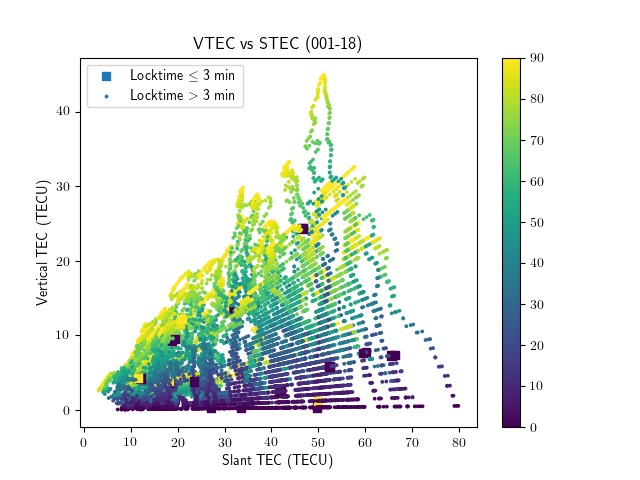 VTEC vs STEC (001-18)
Locktime ≤ 3 min
Locktime > 3 min
Vertical TEC (TECU)
40
30
20
10
0
0 10 20 30 40 50 60 70 80
Slant TEC (TECU)
90
80
70
60
50
40
30
20
10
0